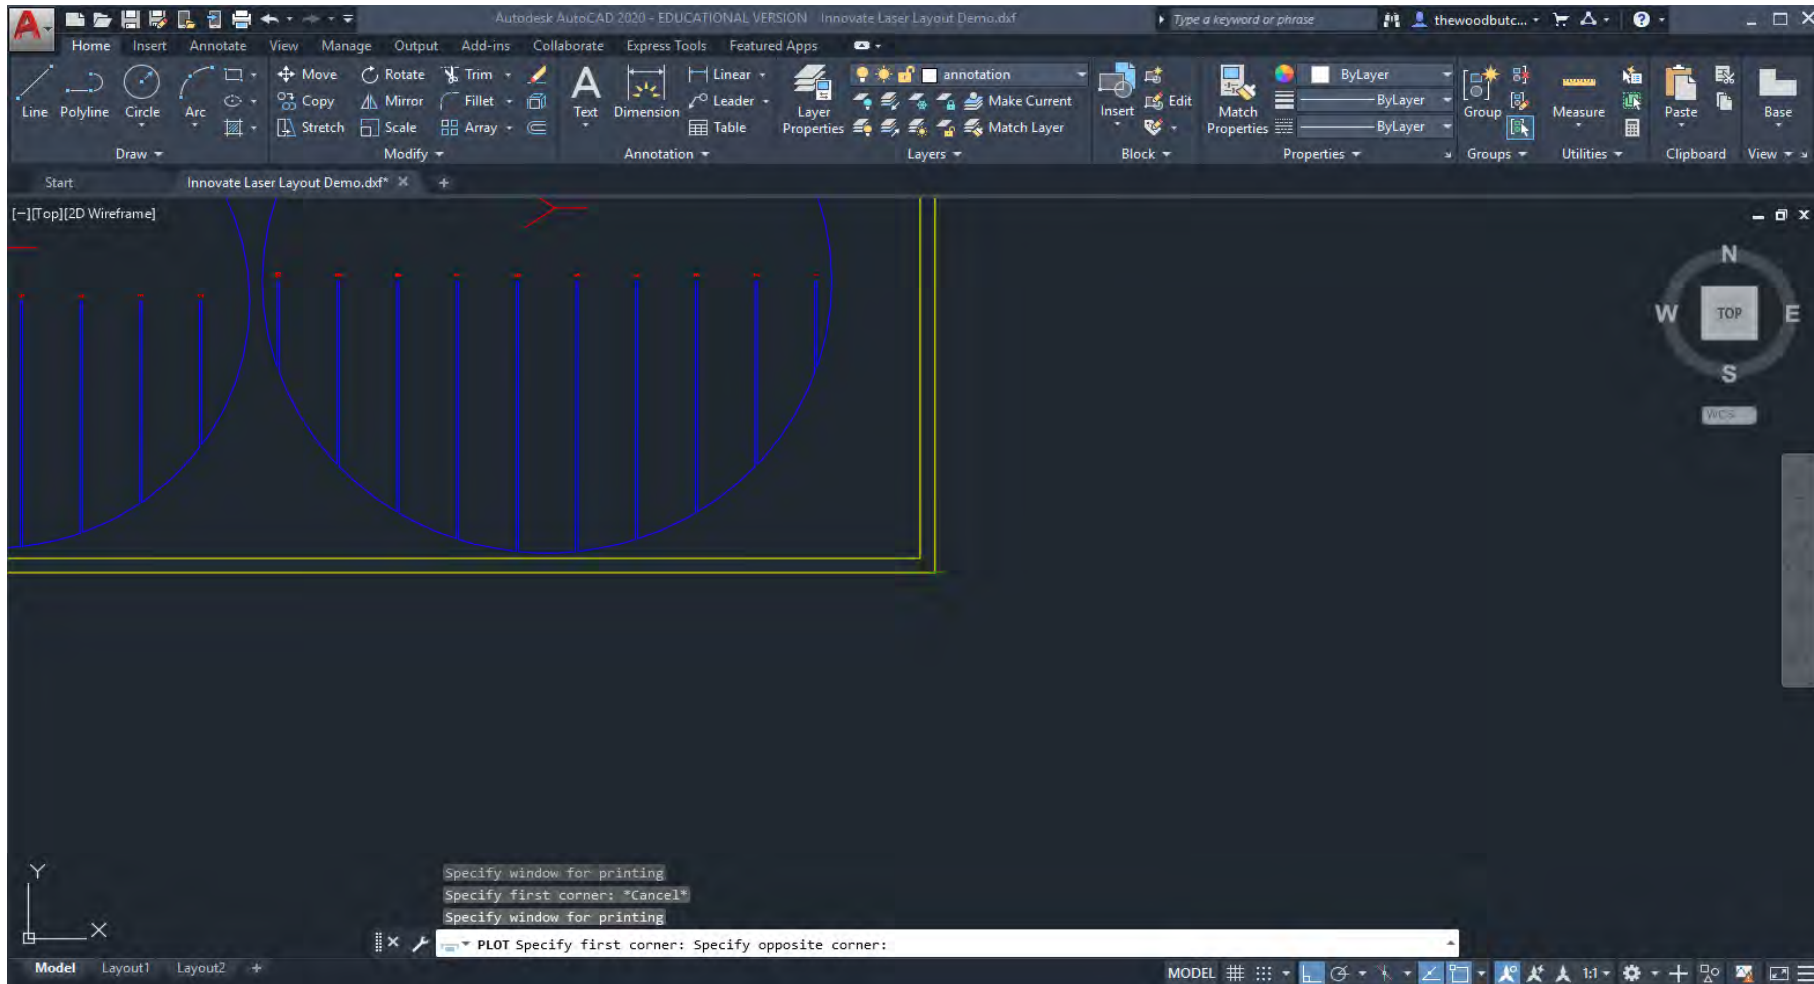 Autodesk AutoCAD 2020 - EDUCATIONAL VERSION Innovate Laser Layout Demo.dxf
Type a keyword or phrase
thewoodbutc...
Home Insert Annotate View Manage Output Add-ins Collaborate Express Tools Featured Apps
Line Polyline Circle Arc
Move Rotate Trim
Copy Mirror Fillet
Stretch Scale Array
Text Dimension
Linear
Leader
Table
Layer Properties
annotation
Make Current
Match Layer
Insert
Edit
Match Properties
ByLayer
ByLayer
ByLayer
Group
Measure
Paste
Base
Draw Modify Annotation Layers Block Properties Groups Utilities Clipboard View
Start Innovate Laser Layout Demo.dxf*
[−][Top][2D Wireframe]
N
W TOP E
S
WCS
Y
X
Specify window for printing
Specify first corner: *Cancel*
Specify window for printing
PLOT Specify first corner: Specify opposite corner:
Model Layout1 Layout2 +
MODEL 1:1